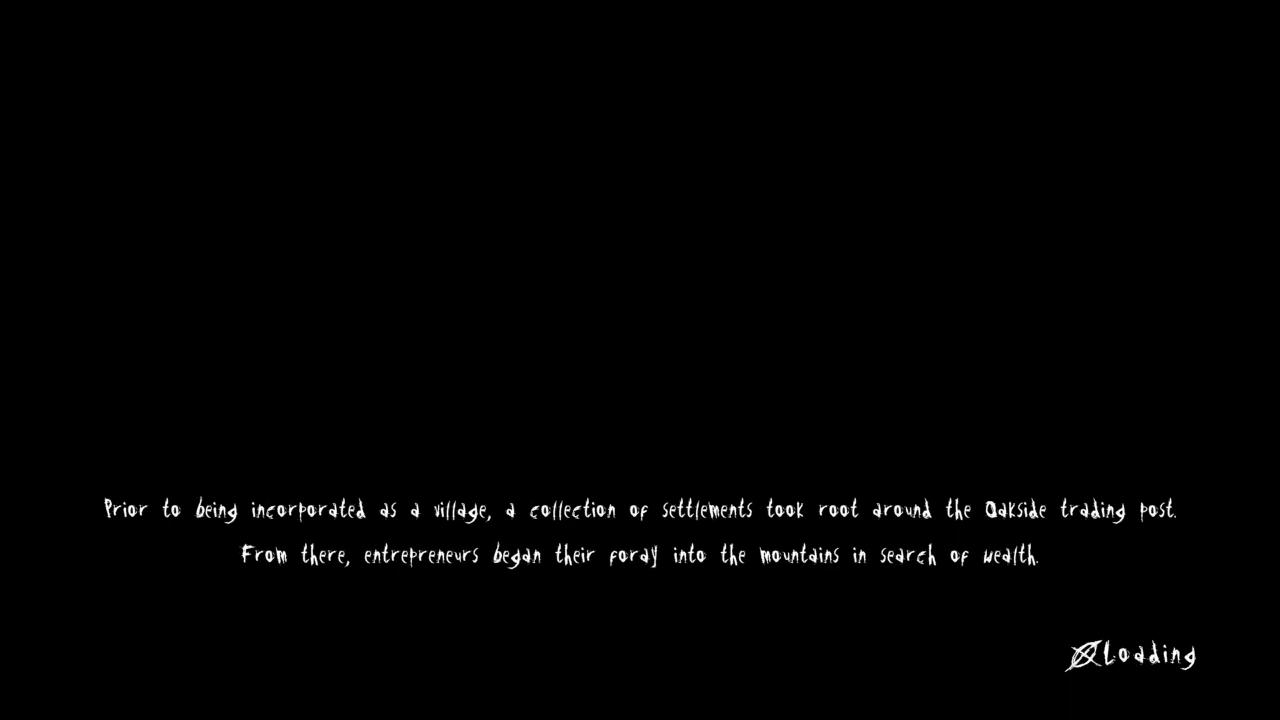 Prior to being incorporated as a village, a collection of settlements took root around the Oakside trading post.
From there, entrepreneurs began their foray into the mountains in search of wealth.
Loading